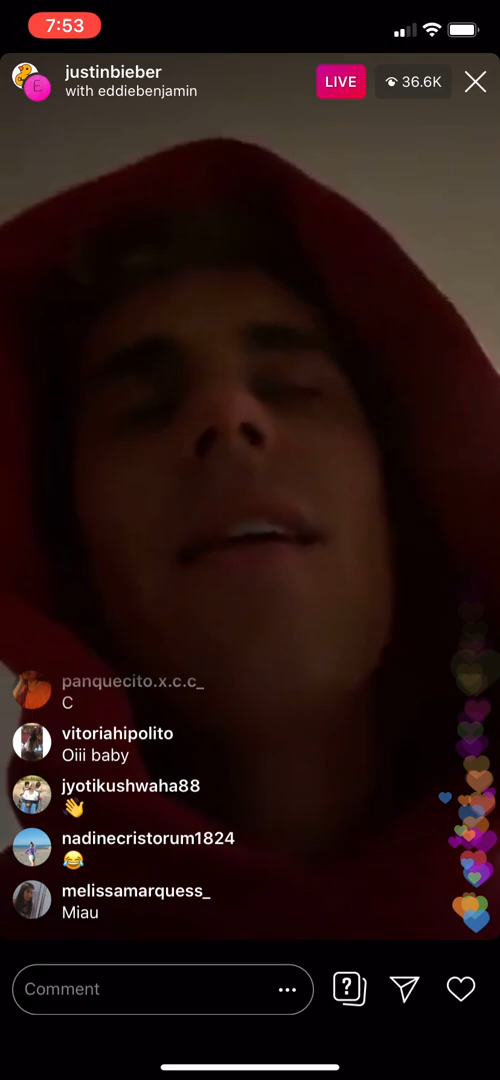 7:53
justinbieber
with eddiebenjamin
E
LIVE
36.6K
panquecito.x.c.c_
C
vitoriahipolito
Oiii baby
jyotikushwaha88
👋
nadinecristorum1824
😂
melissamarquess_
Miau
Comment
?